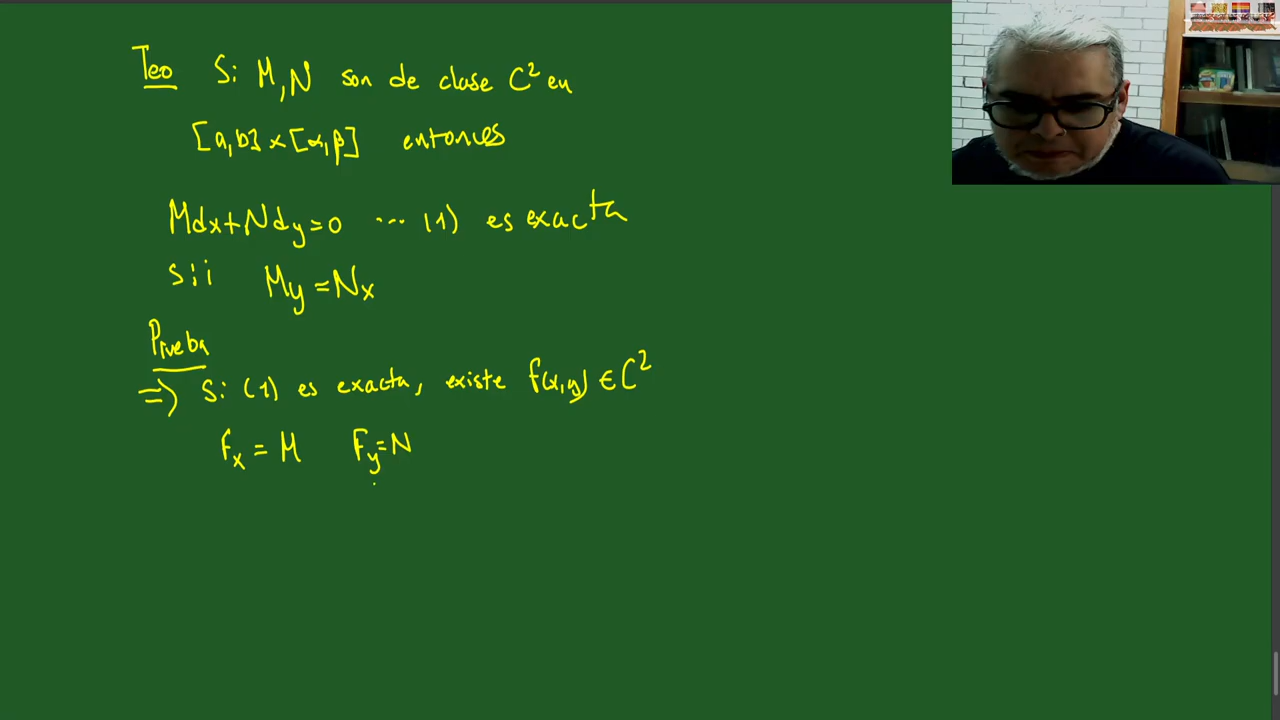 Teo Si M,N son de clase C² en
[a,b] x [α,β] entonces
Mdx+Ndy=0 ... (1) es exacta
sii My = Nx
Prueba
=> Si (1) es exacta, existe f(x,y) ∈ C²
Fx = M Fy=N